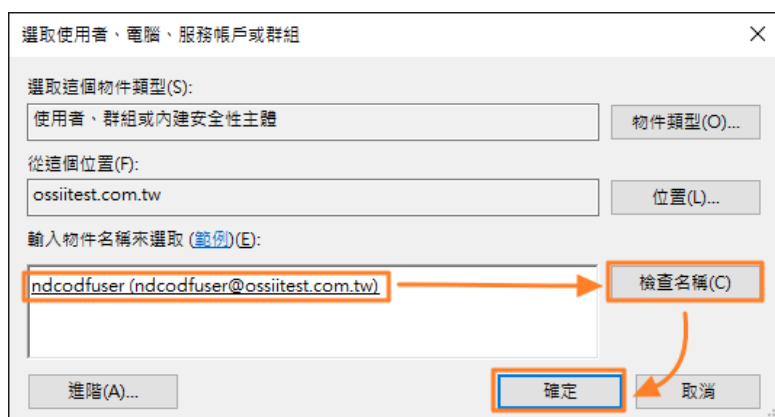 選取使用者、電腦、服務帳戶或群組
選取這個物件類型(S):
使用者、群組或內建安全性主體
物件類型(O)...
從這個位置(F):
ossiitest.com.tw
位置(L)...
輸入物件名稱來選取 (範例)(E):
ndcodfuser (ndcodfuser@ossiitest.com.tw)
檢查名稱(C)
進階(A)...
確定
取消